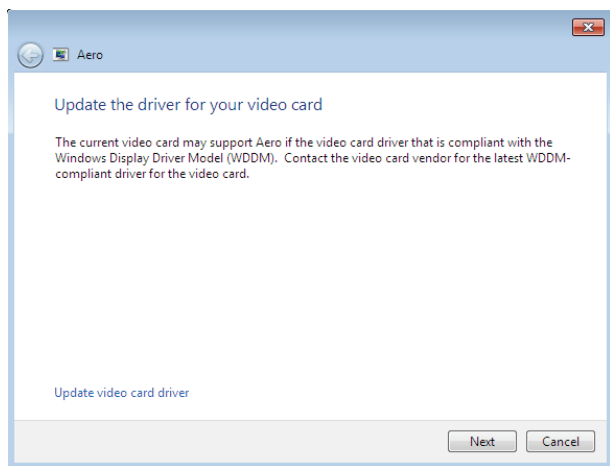 Aero
Update the driver for your video card
The current video card may support Aero if the video card driver that is compliant with the
Windows Display Driver Model (WDDM).  Contact the video card vendor for the latest WDDM-
compliant driver for the video card.
Update video card driver
Next Cancel